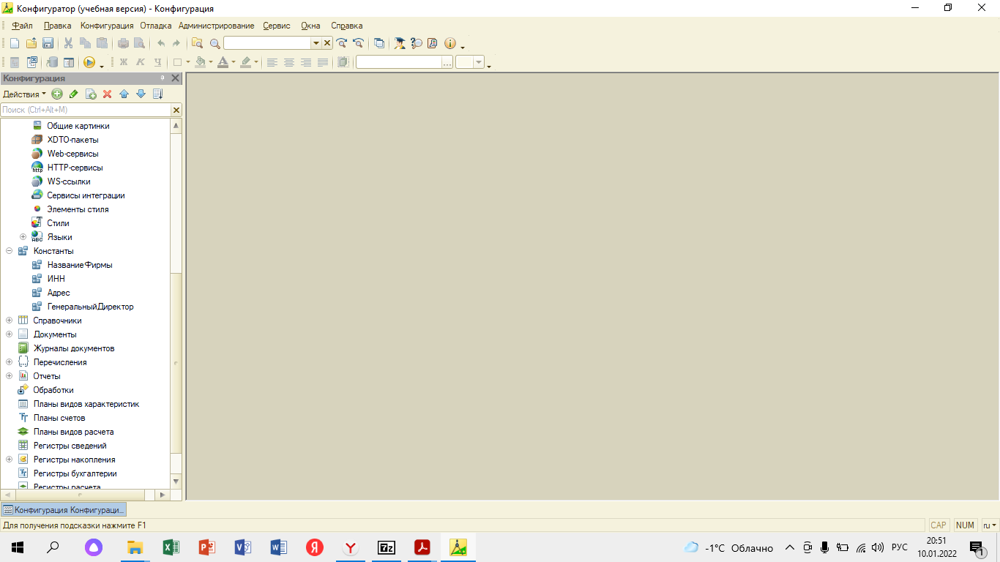 Конфигуратор (учебная версия) - Конфигурация
Файл Правка Конфигурация Отладка Администрирование Сервис Окна Справка
Ж К Ч
Конфигурация
Действия
Поиск (Ctrl+Alt+M)
Общие картинки
XDTO-пакеты
Web-сервисы
HTTP-сервисы
WS-ссылки
Сервисы интеграции
Элементы стиля
Стили
Языки
Константы
НазваниеФирмы
ИНН
Адрес
ГенеральныйДиректор
Справочники
Документы
Журналы документов
Перечисления
Отчеты
Обработки
Планы видов характеристик
Планы счетов
Планы видов расчета
Регистры сведений
Регистры накопления
Регистры бухгалтерии
Регистры расчета
Конфигурация Конфигураци...
Для получения подсказки нажмите F1
CAP NUM ru
-1°C Облачно РУС 20:51
10.01.2022 1